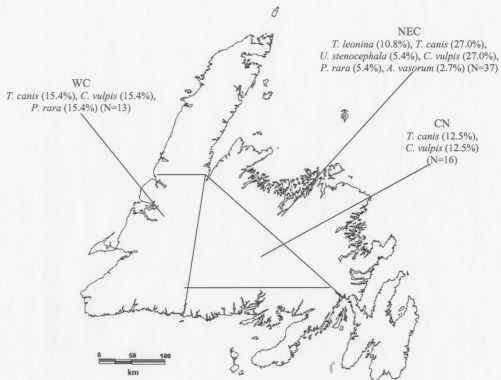 NEC
T. leonina (10.8%), T. canis (27.0%),
U. stenocephala (5.4%), C. vulpis (27.0%),
P. rara (5.4%), A. vasorum (2.7%) (N=37)
WC
T. canis (15.4%), C. vulpis (15.4%),
P. rara (15.4%) (N=13)
CN
T. canis (12.5%),
C. vulpis (12.5%)
(N=16)
0 50 100
km